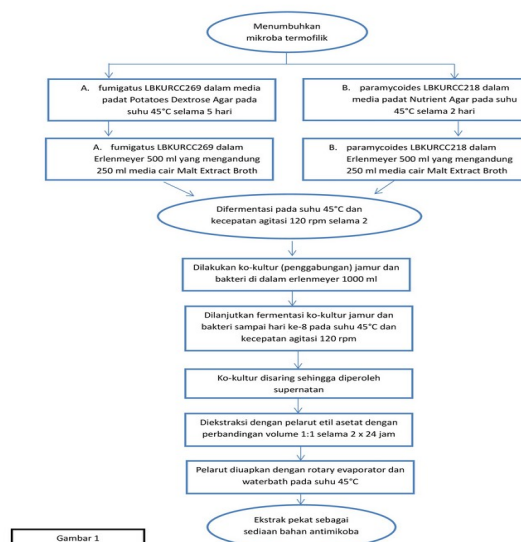 Menumbuhkan
mikroba termofilik
A. fumigatus LBKURCC269 dalam media
padat Potatoes Dextrose Agar pada
suhu 45°C selama 5 hari
B. paramycoides LBKURCC218 dalam
media padat Nutrient Agar pada suhu
45°C selama 2 hari
A. fumigatus LBKURCC269 dalam
Erlenmeyer 500 ml yang mengandung
250 ml media cair Malt Extract Broth
B. paramycoides LBKURCC218 dalam
Erlenmeyer 500 ml yang mengandung
250 ml media cair Malt Extract Broth
Difermentasi pada suhu 45°C dan
kecepatan agitasi 120 rpm selama 2
Dilakukan ko-kultur (penggabungan) jamur dan
bakteri di dalam erlenmeyer 1000 ml
Dilanjutkan fermentasi ko-kultur jamur dan
bakteri sampai hari ke-8 pada suhu 45°C dan
kecepatan agitasi 120 rpm
Ko-kultur disaring sehingga diperoleh
supernatan
Diekstraksi dengan pelarut etil asetat dengan
perbandingan volume 1:1 selama 2 x 24 jam
Pelarut diuapkan dengan rotary evaporator dan
waterbath pada suhu 45°C
Ekstrak pekat sebagai
sediaan bahan antimikoba
Gambar 1